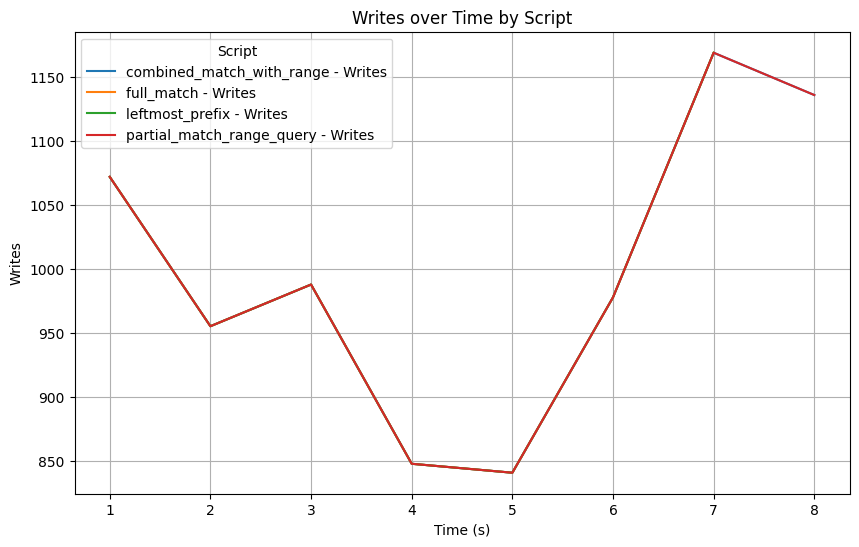 Writes over Time by Script
Script
combined_match_with_range - Writes
full_match - Writes
leftmost_prefix - Writes
partial_match_range_query - Writes
1150
1100
1050
1000
950
900
850
Writes
1 2 3 4 5 6 7 8
Time (s)